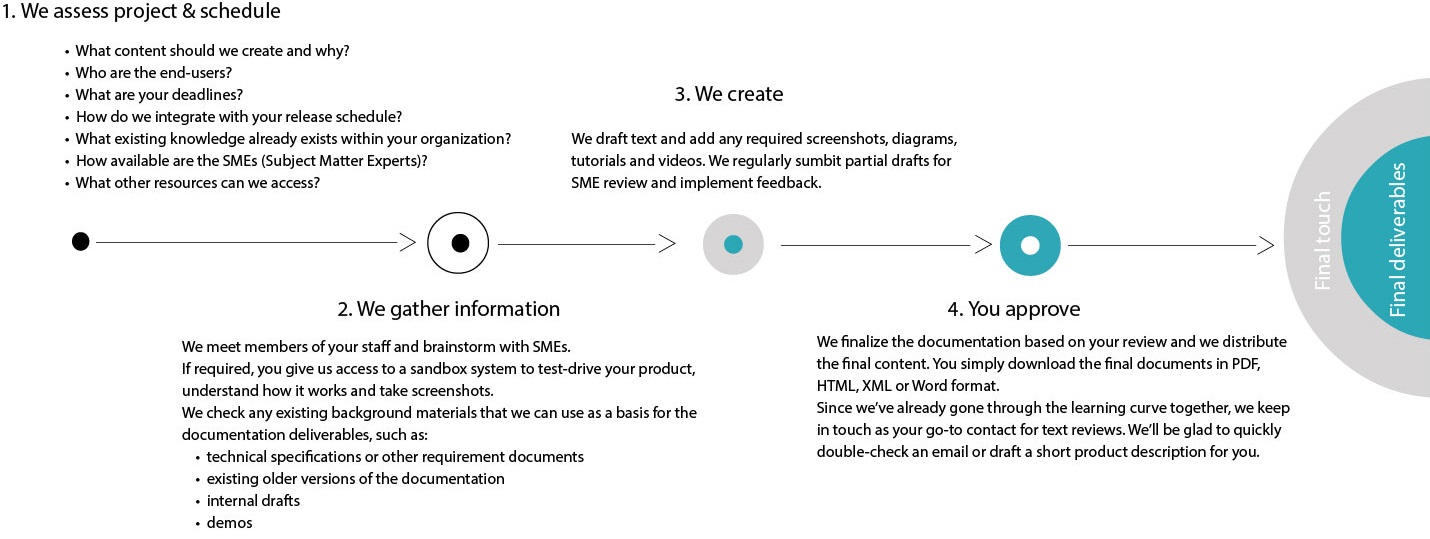 1. We assess project & schedule
• What content should we create and why?
• Who are the end-users?
• What are your deadlines?
• How do we integrate with your release schedule?
• What existing knowledge already exists within your organization?
• How available are the SMEs (Subject Matter Experts)?
• What other resources can we access?
2. We gather information
We meet members of your staff and brainstorm with SMEs.
If required, you give us access to a sandbox system to test-drive your product,
understand how it works and take screenshots.
We check any existing background materials that we can use as a basis for the
documentation deliverables, such as:
• technical specifications or other requirement documents
• existing older versions of the documentation
• internal drafts
• demos
3. We create
We draft text and add any required screenshots, diagrams,
tutorials and videos. We regularly sumbit partial drafts for
SME review and implement feedback.
4. You approve
We finalize the documentation based on your review and we distribute
the final content. You simply download the final documents in PDF,
HTML, XML or Word format.
Since we’ve already gone through the learning curve together, we keep
in touch as your go-to contact for text reviews. We’ll be glad to quickly
double-check an email or draft a short product description for you.
Final touch
Final deliverables